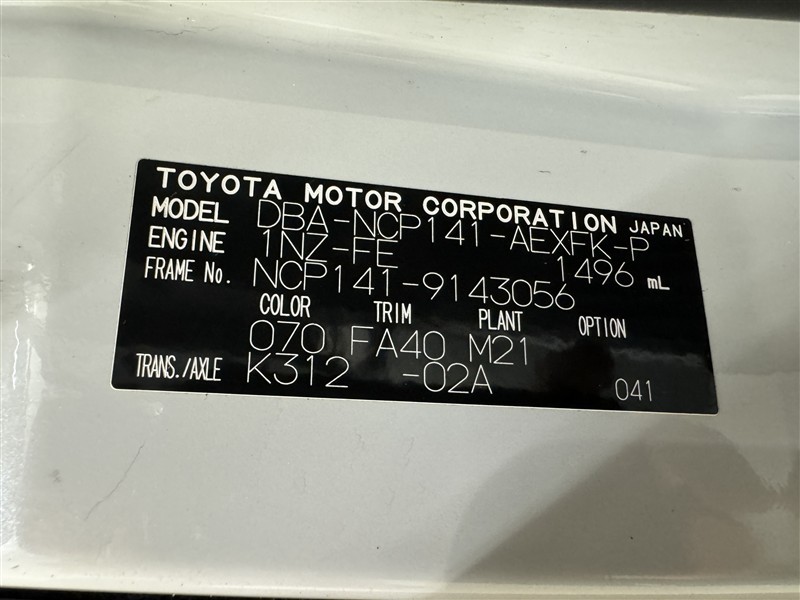 TOYOTA MOTOR CORPORATION JAPAN
MODEL DBA-NCP141-AEXFK-P
ENGINE 1NZ-FE 1496 mL
FRAME No. NCP141-9143056
COLOR TRIM PLANT OPTION
070 FA40 M21
TRANS./AXLE K312 -02A 041